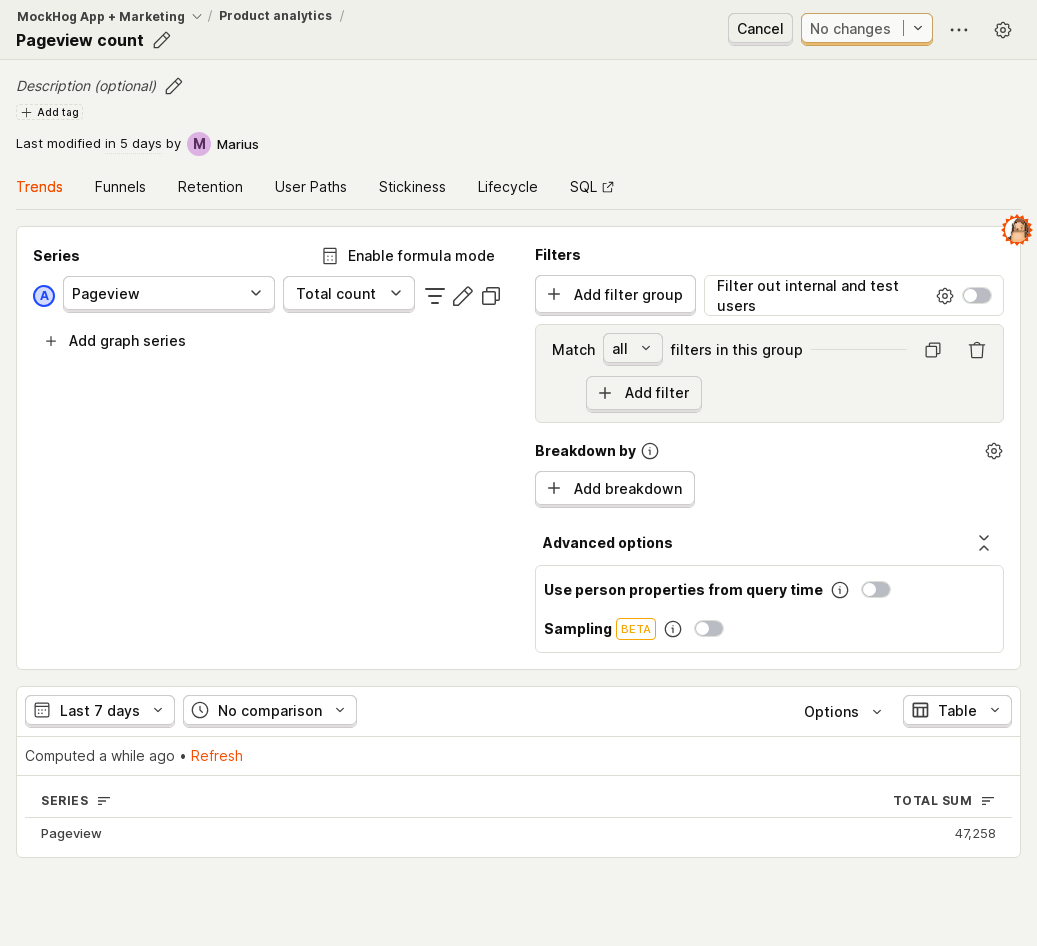 MockHog App + Marketing / Product analytics /
Pageview count
Cancel
No changes
Description (optional)
Add tag
Last modified in 5 days by M Marius
Trends Funnels Retention User Paths Stickiness Lifecycle SQL
Series
Enable formula mode
A Pageview Total count
Add graph series
Filters
Add filter group
Filter out internal and test
users
Match all filters in this group
Add filter
Breakdown by
Add breakdown
Advanced options
Use person properties from query time
Sampling BETA
Last 7 days No comparison Options Table
Computed a while ago • Refresh
SERIES TOTAL SUM
Pageview 47,258